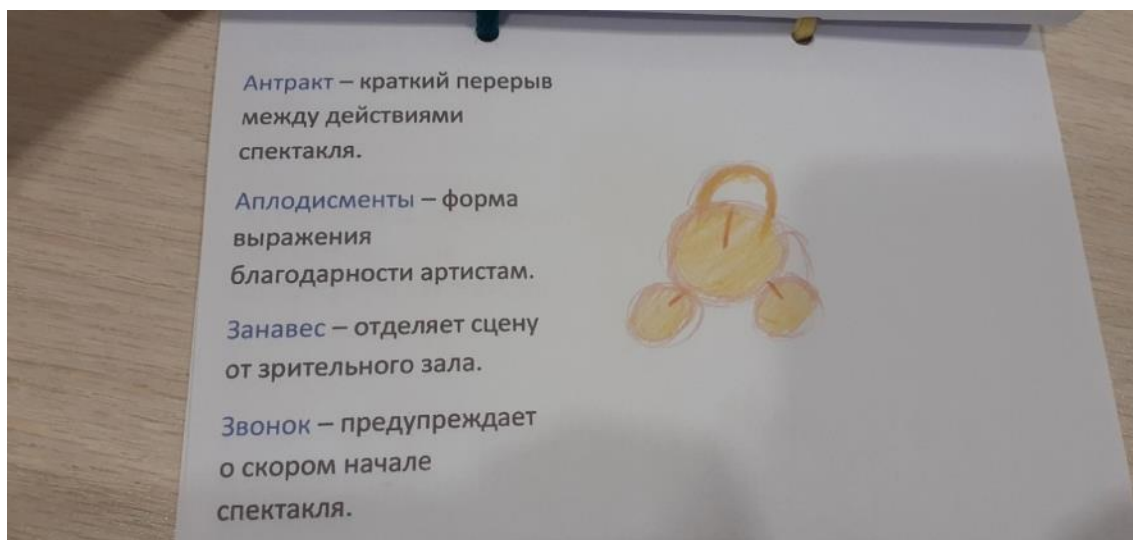 Антракт – краткий перерыв
между действиями
спектакля.
Аплодисменты – форма
выражения
благодарности артистам.
Занавес – отделяет сцену
от зрительного зала.
Звонок – предупреждает
о скором начале
спектакля.